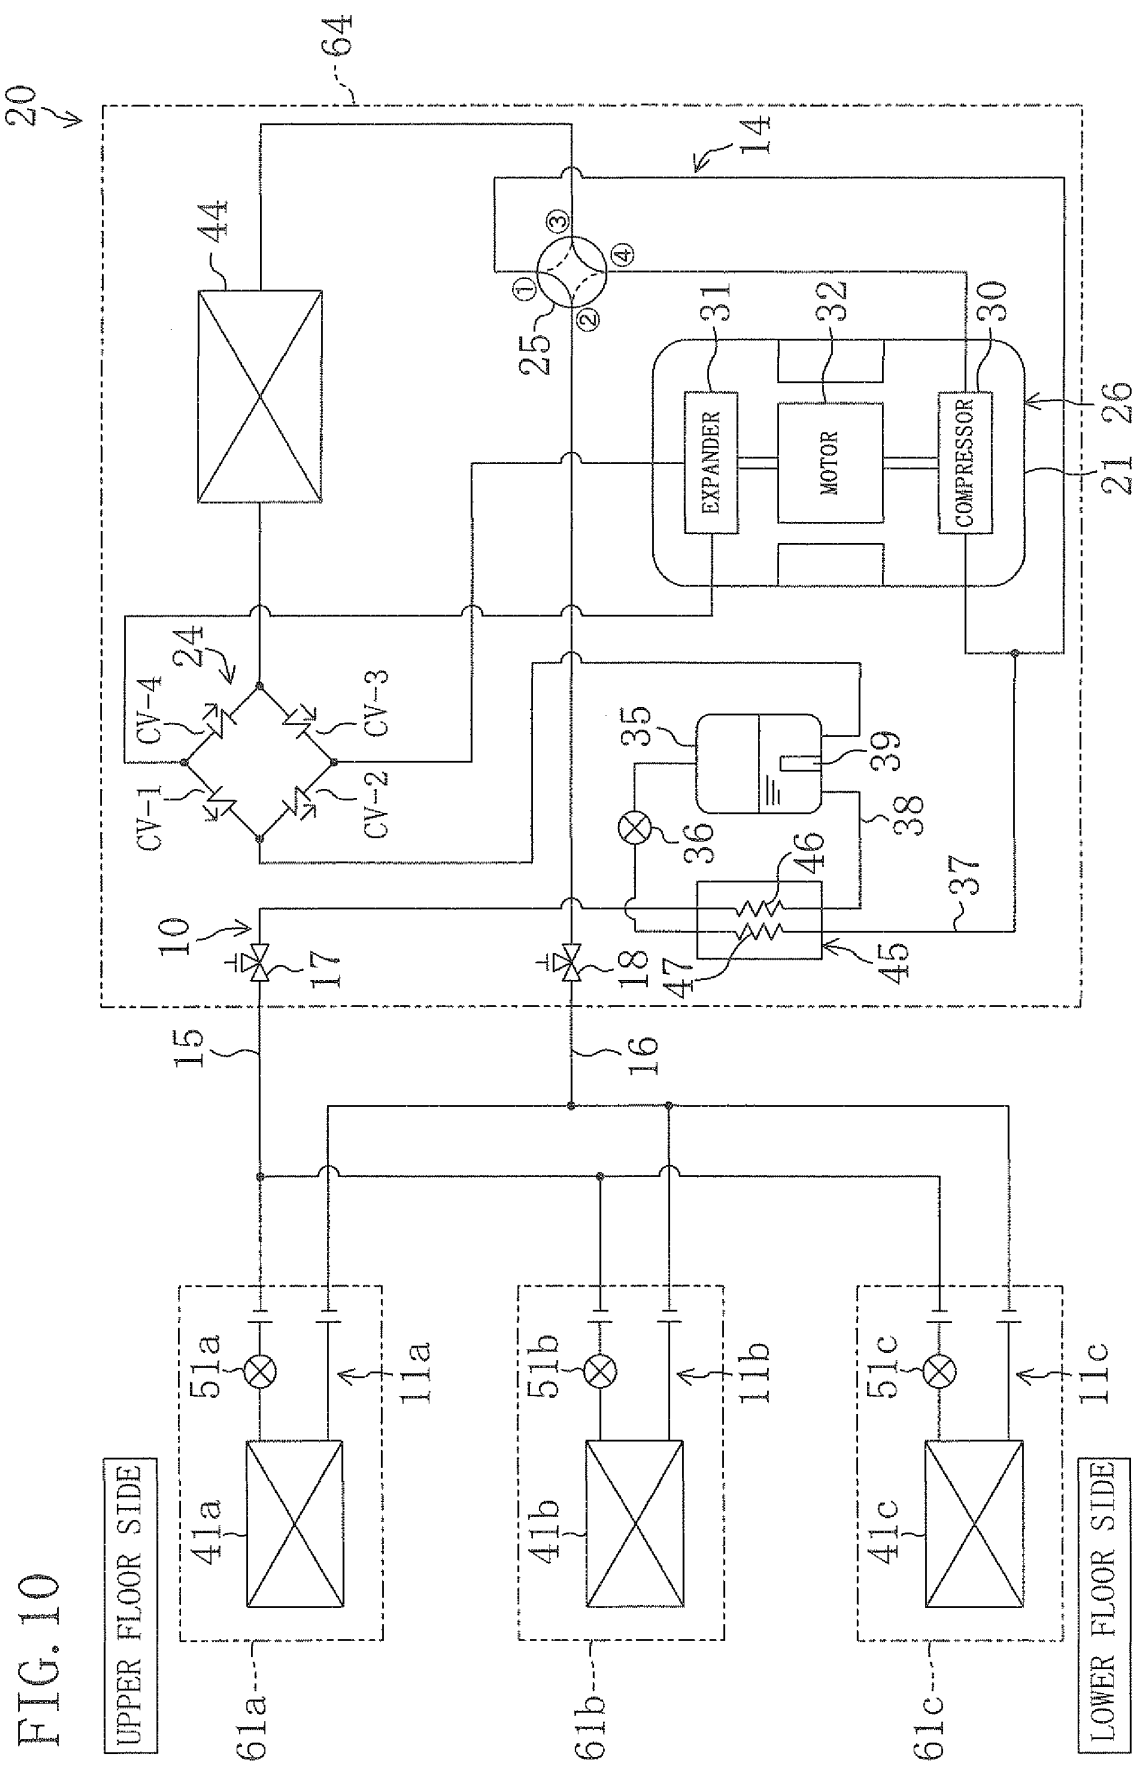 FIG. 10
20
64
UPPER FLOOR SIDE
LOWER FLOOR SIDE
61a
41a
51a
11a
61b
41b
51b
11b
61c
41c
51c
11c
15
16
10
17
18
CV-1
CV-2
CV-3
CV-4
24
44
25
①
②
③
④
14
35
36
37
38
39
45
46
47
EXPANDER
31
MOTOR
32
COMPRESSOR
30
21
26